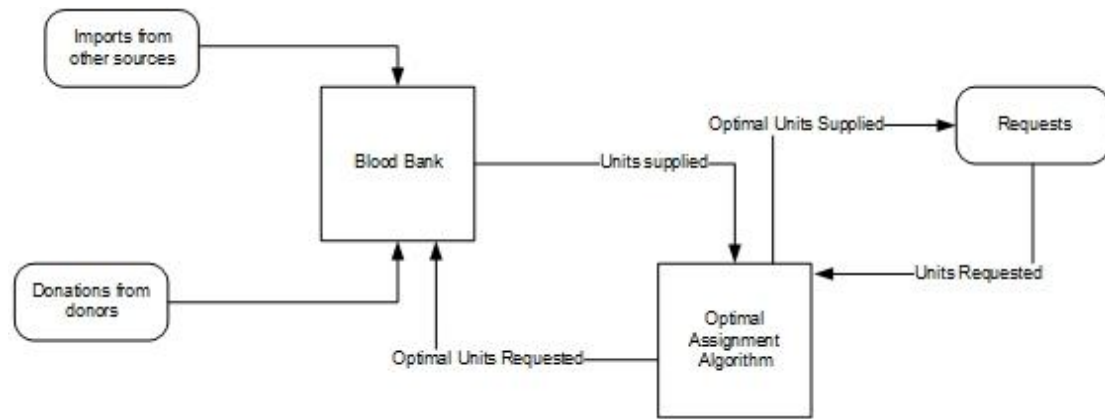 Imports from
other sources
Optimal Units Supplied
Requests
Blood Bank
Units supplied
Units Requested
Donations from
donors
Optimal
Assignment
Algorithm
Optimal Units Requested